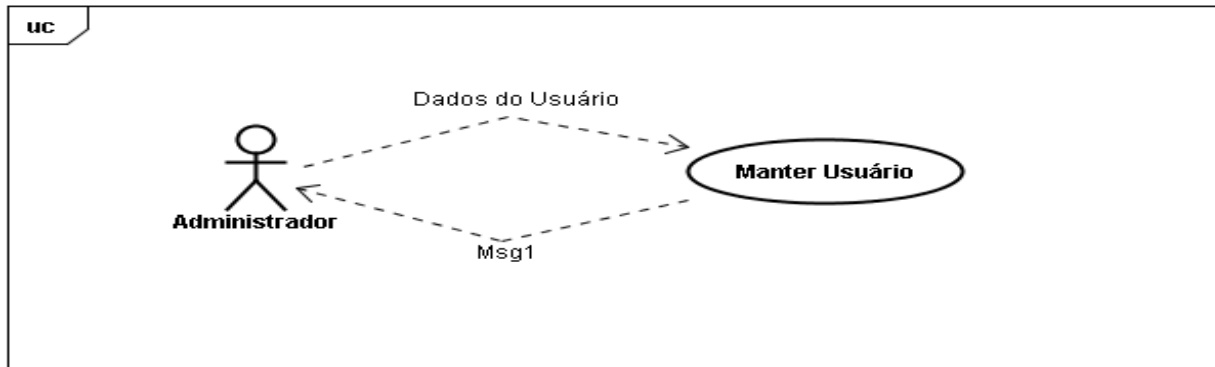 uc
Dados do Usuário
Manter Usuário
Administrador
Msg1